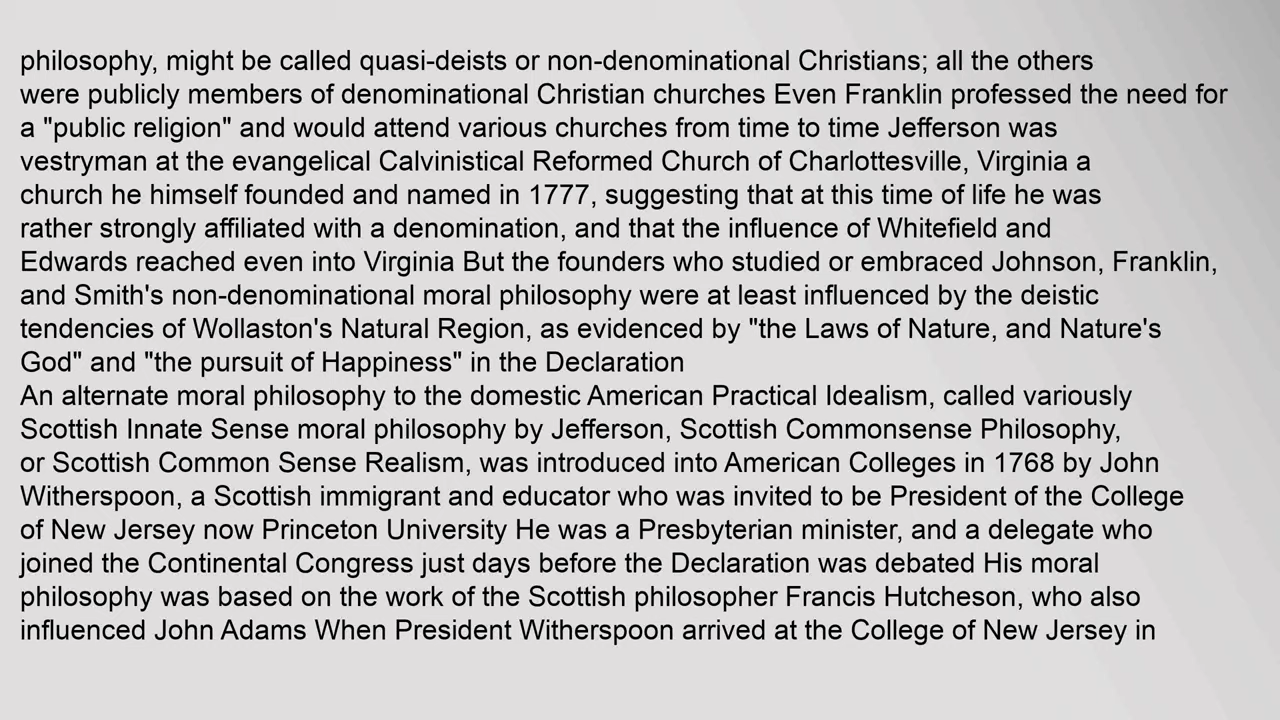 philosophy, might be called quasi-deists or non-denominational Christians; all the others
were publicly members of denominational Christian churches Even Franklin professed the need for
a "public religion" and would attend various churches from time to time Jefferson was
vestryman at the evangelical Calvinistical Reformed Church of Charlottesville, Virginia a
church he himself founded and named in 1777, suggesting that at this time of life he was
rather strongly affiliated with a denomination, and that the influence of Whitefield and
Edwards reached even into Virginia But the founders who studied or embraced Johnson, Franklin,
and Smith's non-denominational moral philosophy were at least influenced by the deistic
tendencies of Wollaston's Natural Region, as evidenced by "the Laws of Nature, and Nature's
God" and "the pursuit of Happiness" in the Declaration
An alternate moral philosophy to the domestic American Practical Idealism, called variously
Scottish Innate Sense moral philosophy by Jefferson, Scottish Commonsense Philosophy,
or Scottish Common Sense Realism, was introduced into American Colleges in 1768 by John
Witherspoon, a Scottish immigrant and educator who was invited to be President of the College
of New Jersey now Princeton University He was a Presbyterian minister, and a delegate who
joined the Continental Congress just days before the Declaration was debated His moral
philosophy was based on the work of the Scottish philosopher Francis Hutcheson, who also
influenced John Adams When President Witherspoon arrived at the College of New Jersey in